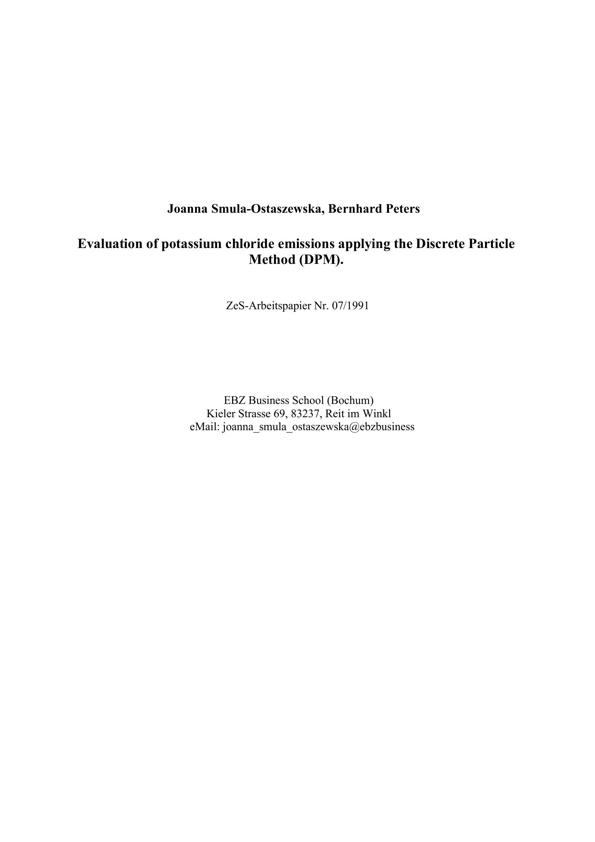 Joanna Smula-Ostaszewska, Bernhard Peters
Evaluation of potassium chloride emissions applying the Discrete Particle
Method (DPM).
ZeS-Arbeitspapier Nr. 07/1991
EBZ Business School (Bochum)
Kieler Strasse 69, 83237, Reit im Winkl
eMail: joanna_smula_ostaszewska@ebzbusiness